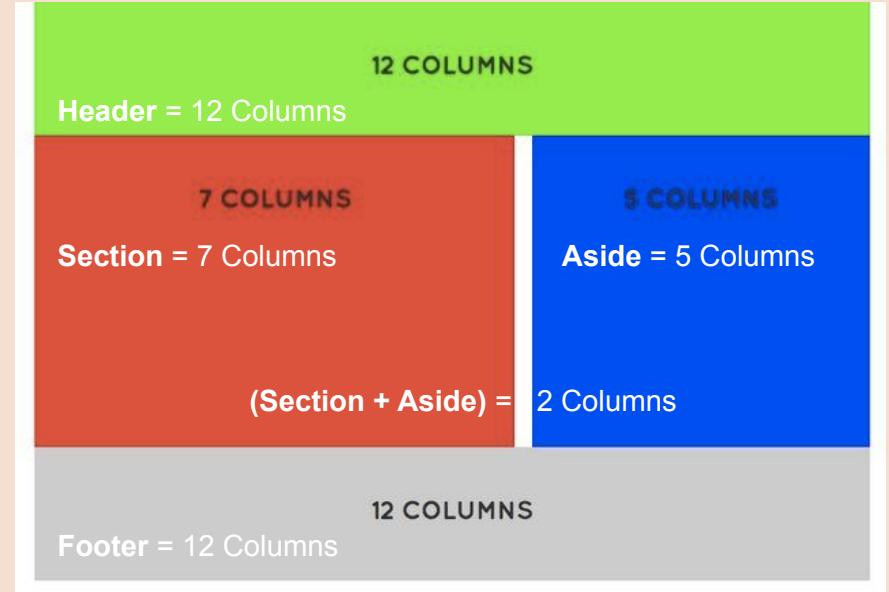 12 COLUMNS
Header = 12 Columns
7 COLUMNS
5 COLUMNS
Section = 7 Columns
Aside = 5 Columns
(Section + Aside) = 2 Columns
12 COLUMNS
Footer = 12 Columns